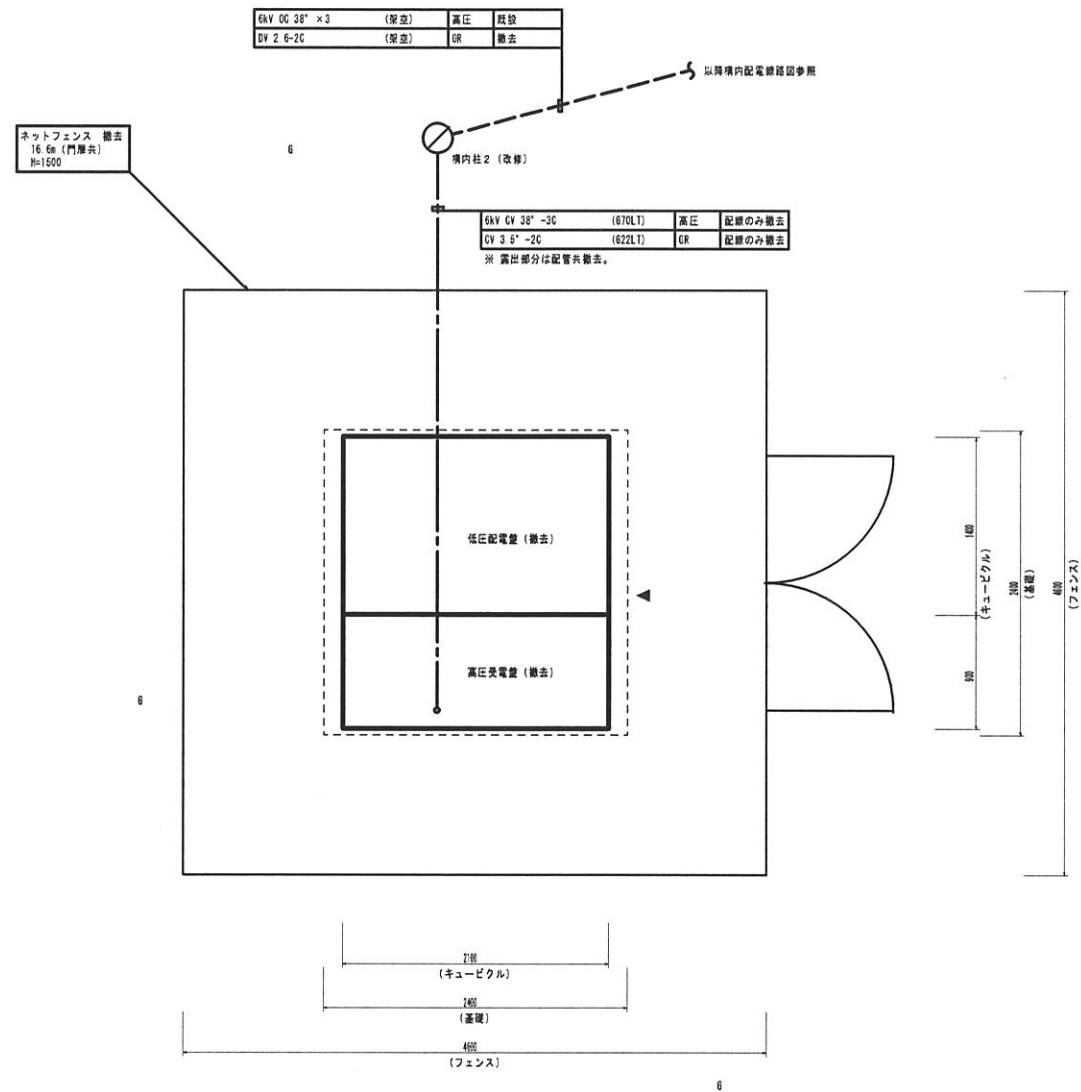 6kV OC 38° ×3 (架空) 高圧 既設
DV 2.6-2C (架空) GR 撤去
以降構内配電線路図参照
ネットフェンス 撤去
16.6m (門扉共)
H=1500
G
構内柱2 (改修)
6kV CV 38° -3C (G70LT) 高圧 配線のみ撤去
CV 3.5° -2C (G22LT) GR 配線のみ撤去
※ 露出部分は配管共撤去。
低圧配電盤 (撤去)
高圧受電盤 (撤去)
G
1400
900
(キュービクル)
2400
(基礎)
4600
(フェンス)
2100
(キュービクル)
2400
(基礎)
4600
(フェンス)
G